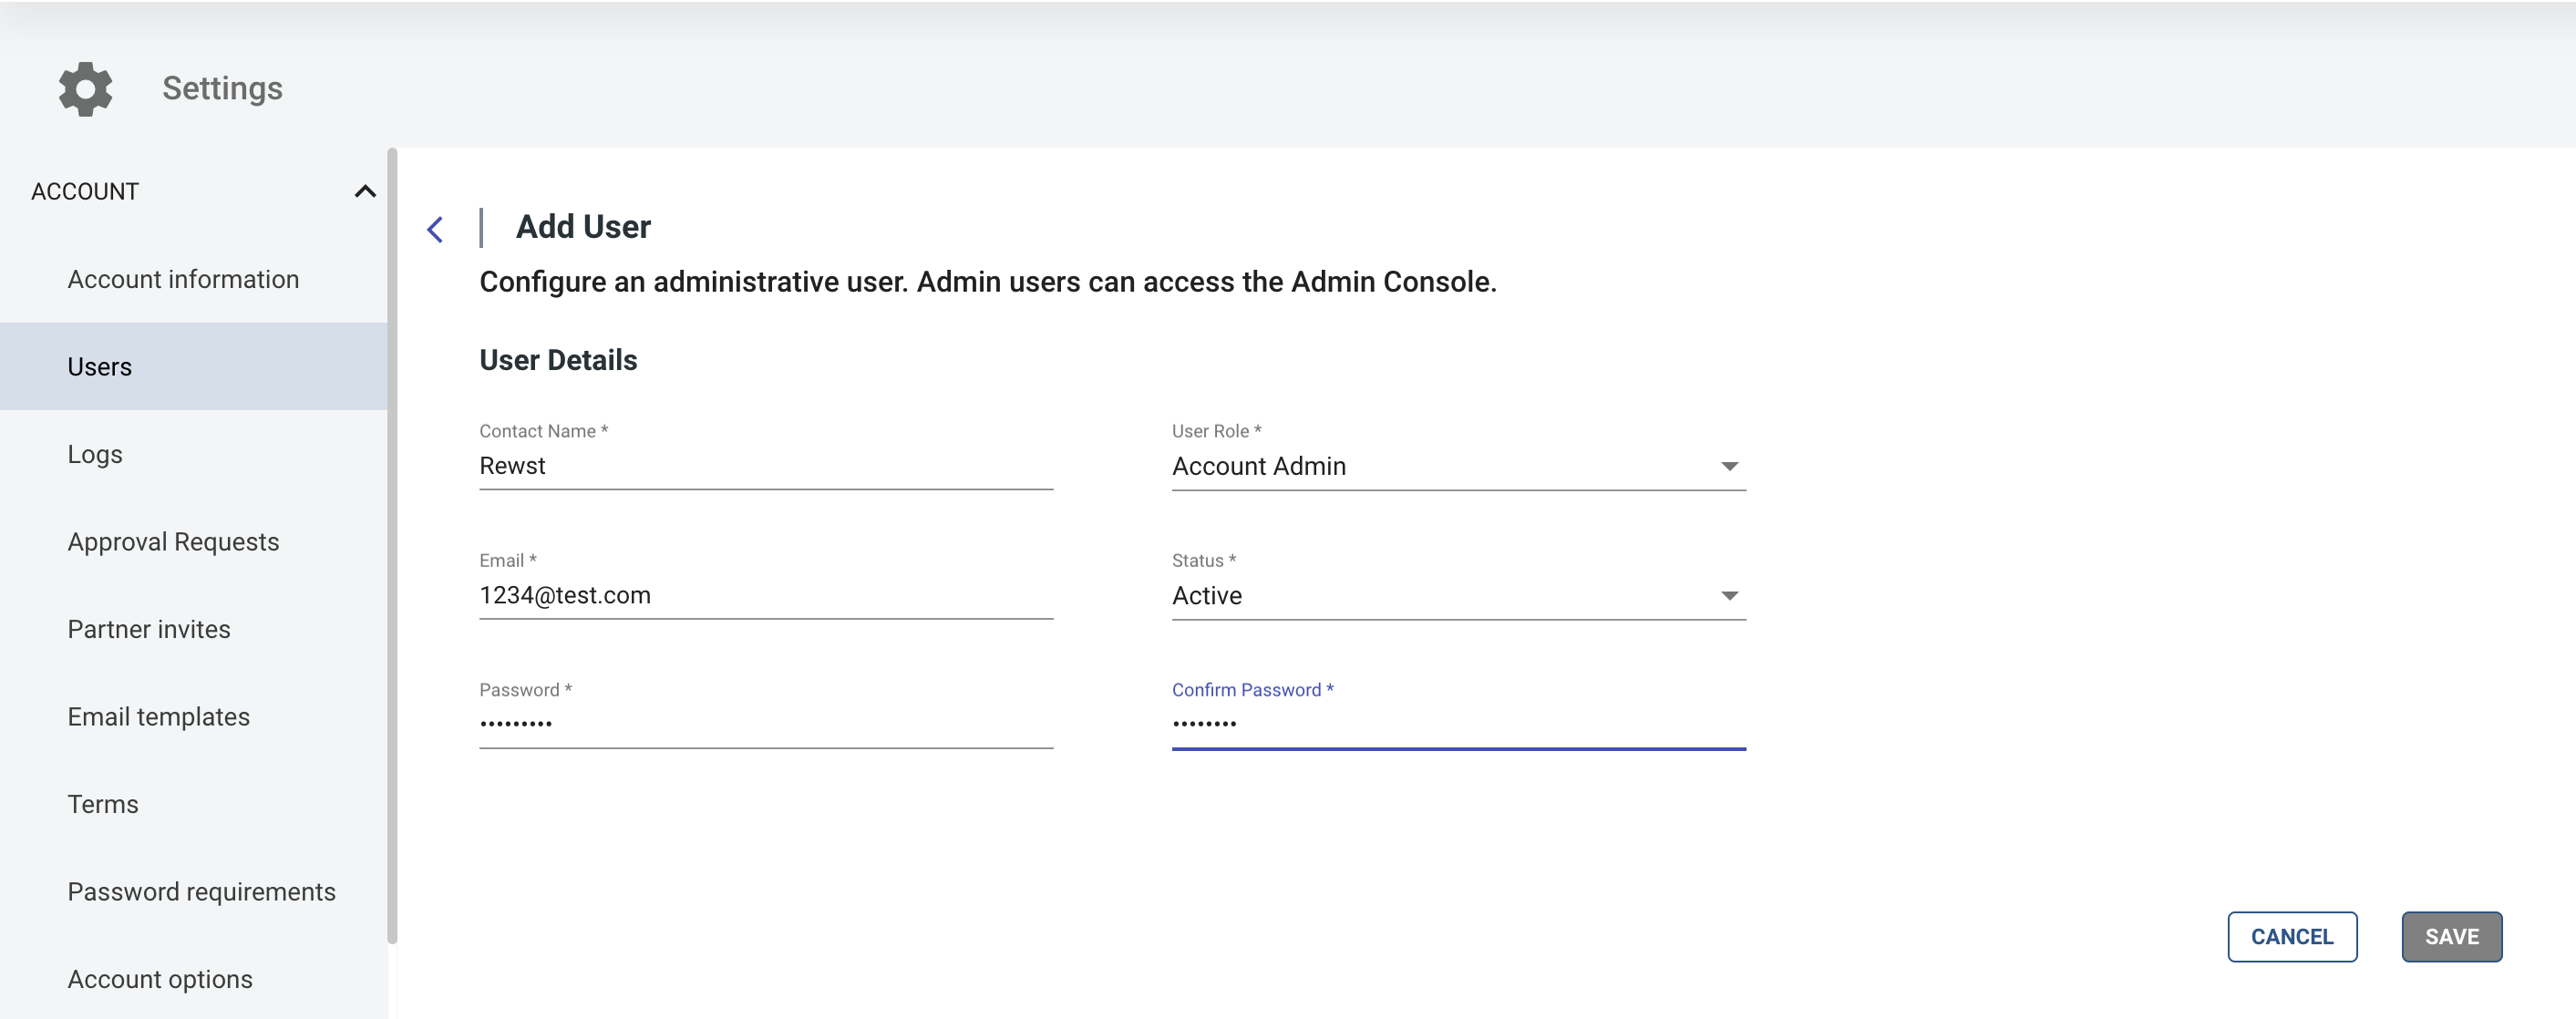 Settings
ACCOUNT
Account information
Users
Logs
Approval Requests
Partner invites
Email templates
Terms
Password requirements
Account options
Add User
Configure an administrative user. Admin users can access the Admin Console.
User Details
Contact Name *
Rewst
User Role *
Account Admin
Email *
1234@test.com
Status *
Active
Password *
•••••••••
Confirm Password *
••••••••
CANCEL
SAVE